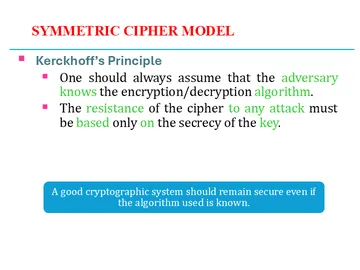 SYMMETRIC CIPHER MODEL
Kerckhoff's Principle
One should always assume that the adversary
knows the encryption/decryption algorithm.
The resistance of the cipher to any attack must
be based only on the secrecy of the key.
A good cryptographic system should remain secure even if
the algorithm used is known.